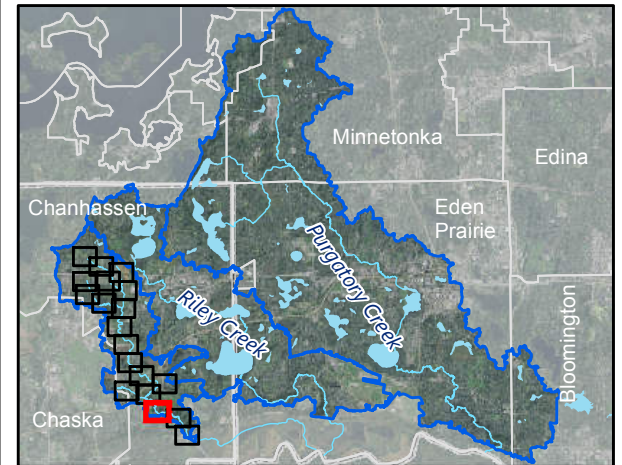 Minnetonka
Edina
Chanhassen
Eden
Prairie
Purgatory Creek
Riley Creek
Bloomington
Chaska